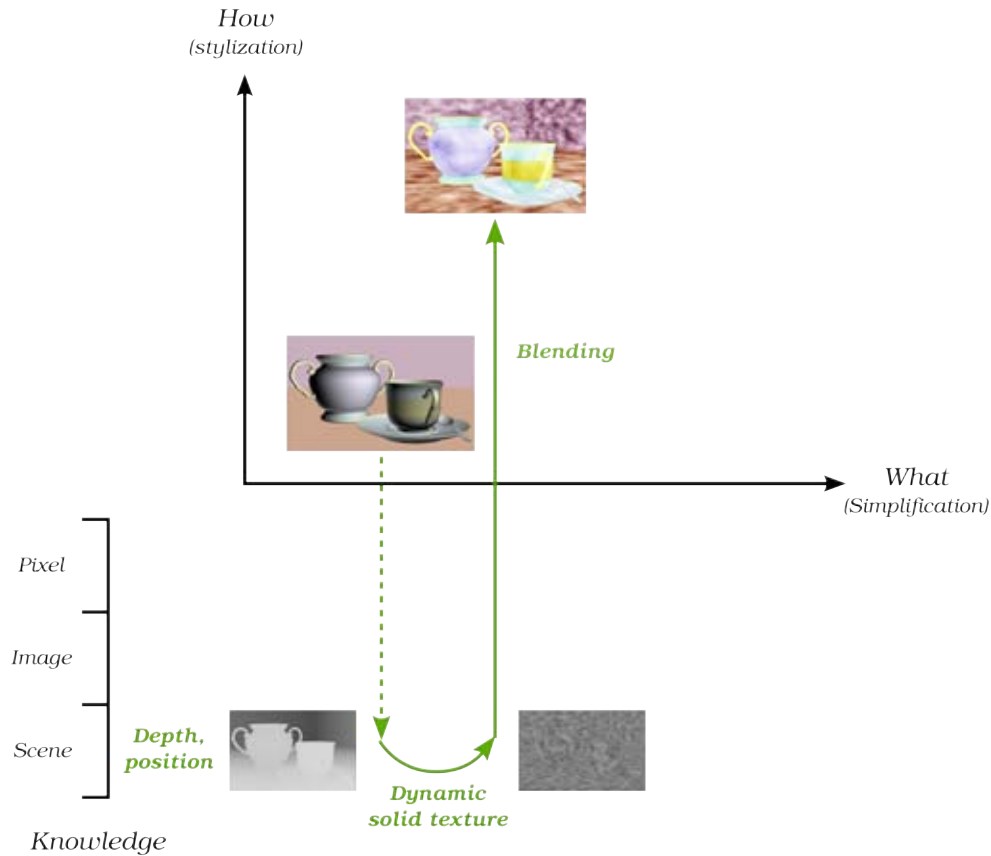 How
(stylization)
Blending
What
(Simplification)
Pixel
Image
Scene
Depth,
position
Dynamic
solid texture
Knowledge